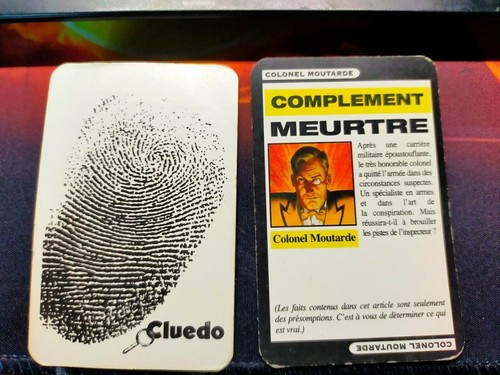 Cluedo
COLONEL MOUTARDE
COMPLEMENT
MEURTRE
Après une carrière
militaire époustouflante,
le très honorable colonel
a quitté l'armée dans des
circonstances suspectes.
Un spécialiste en armes
et dans l'art de
la conspiration. Mais
réussira-t-il à brouiller
les pistes de l'inspecteur ?
Colonel Moutarde
(Les faits contenus dans cet article sont seulement
des présomptions. C'est à vous de déterminer ce qui
est vrai.)
COLONEL MOUTARDE